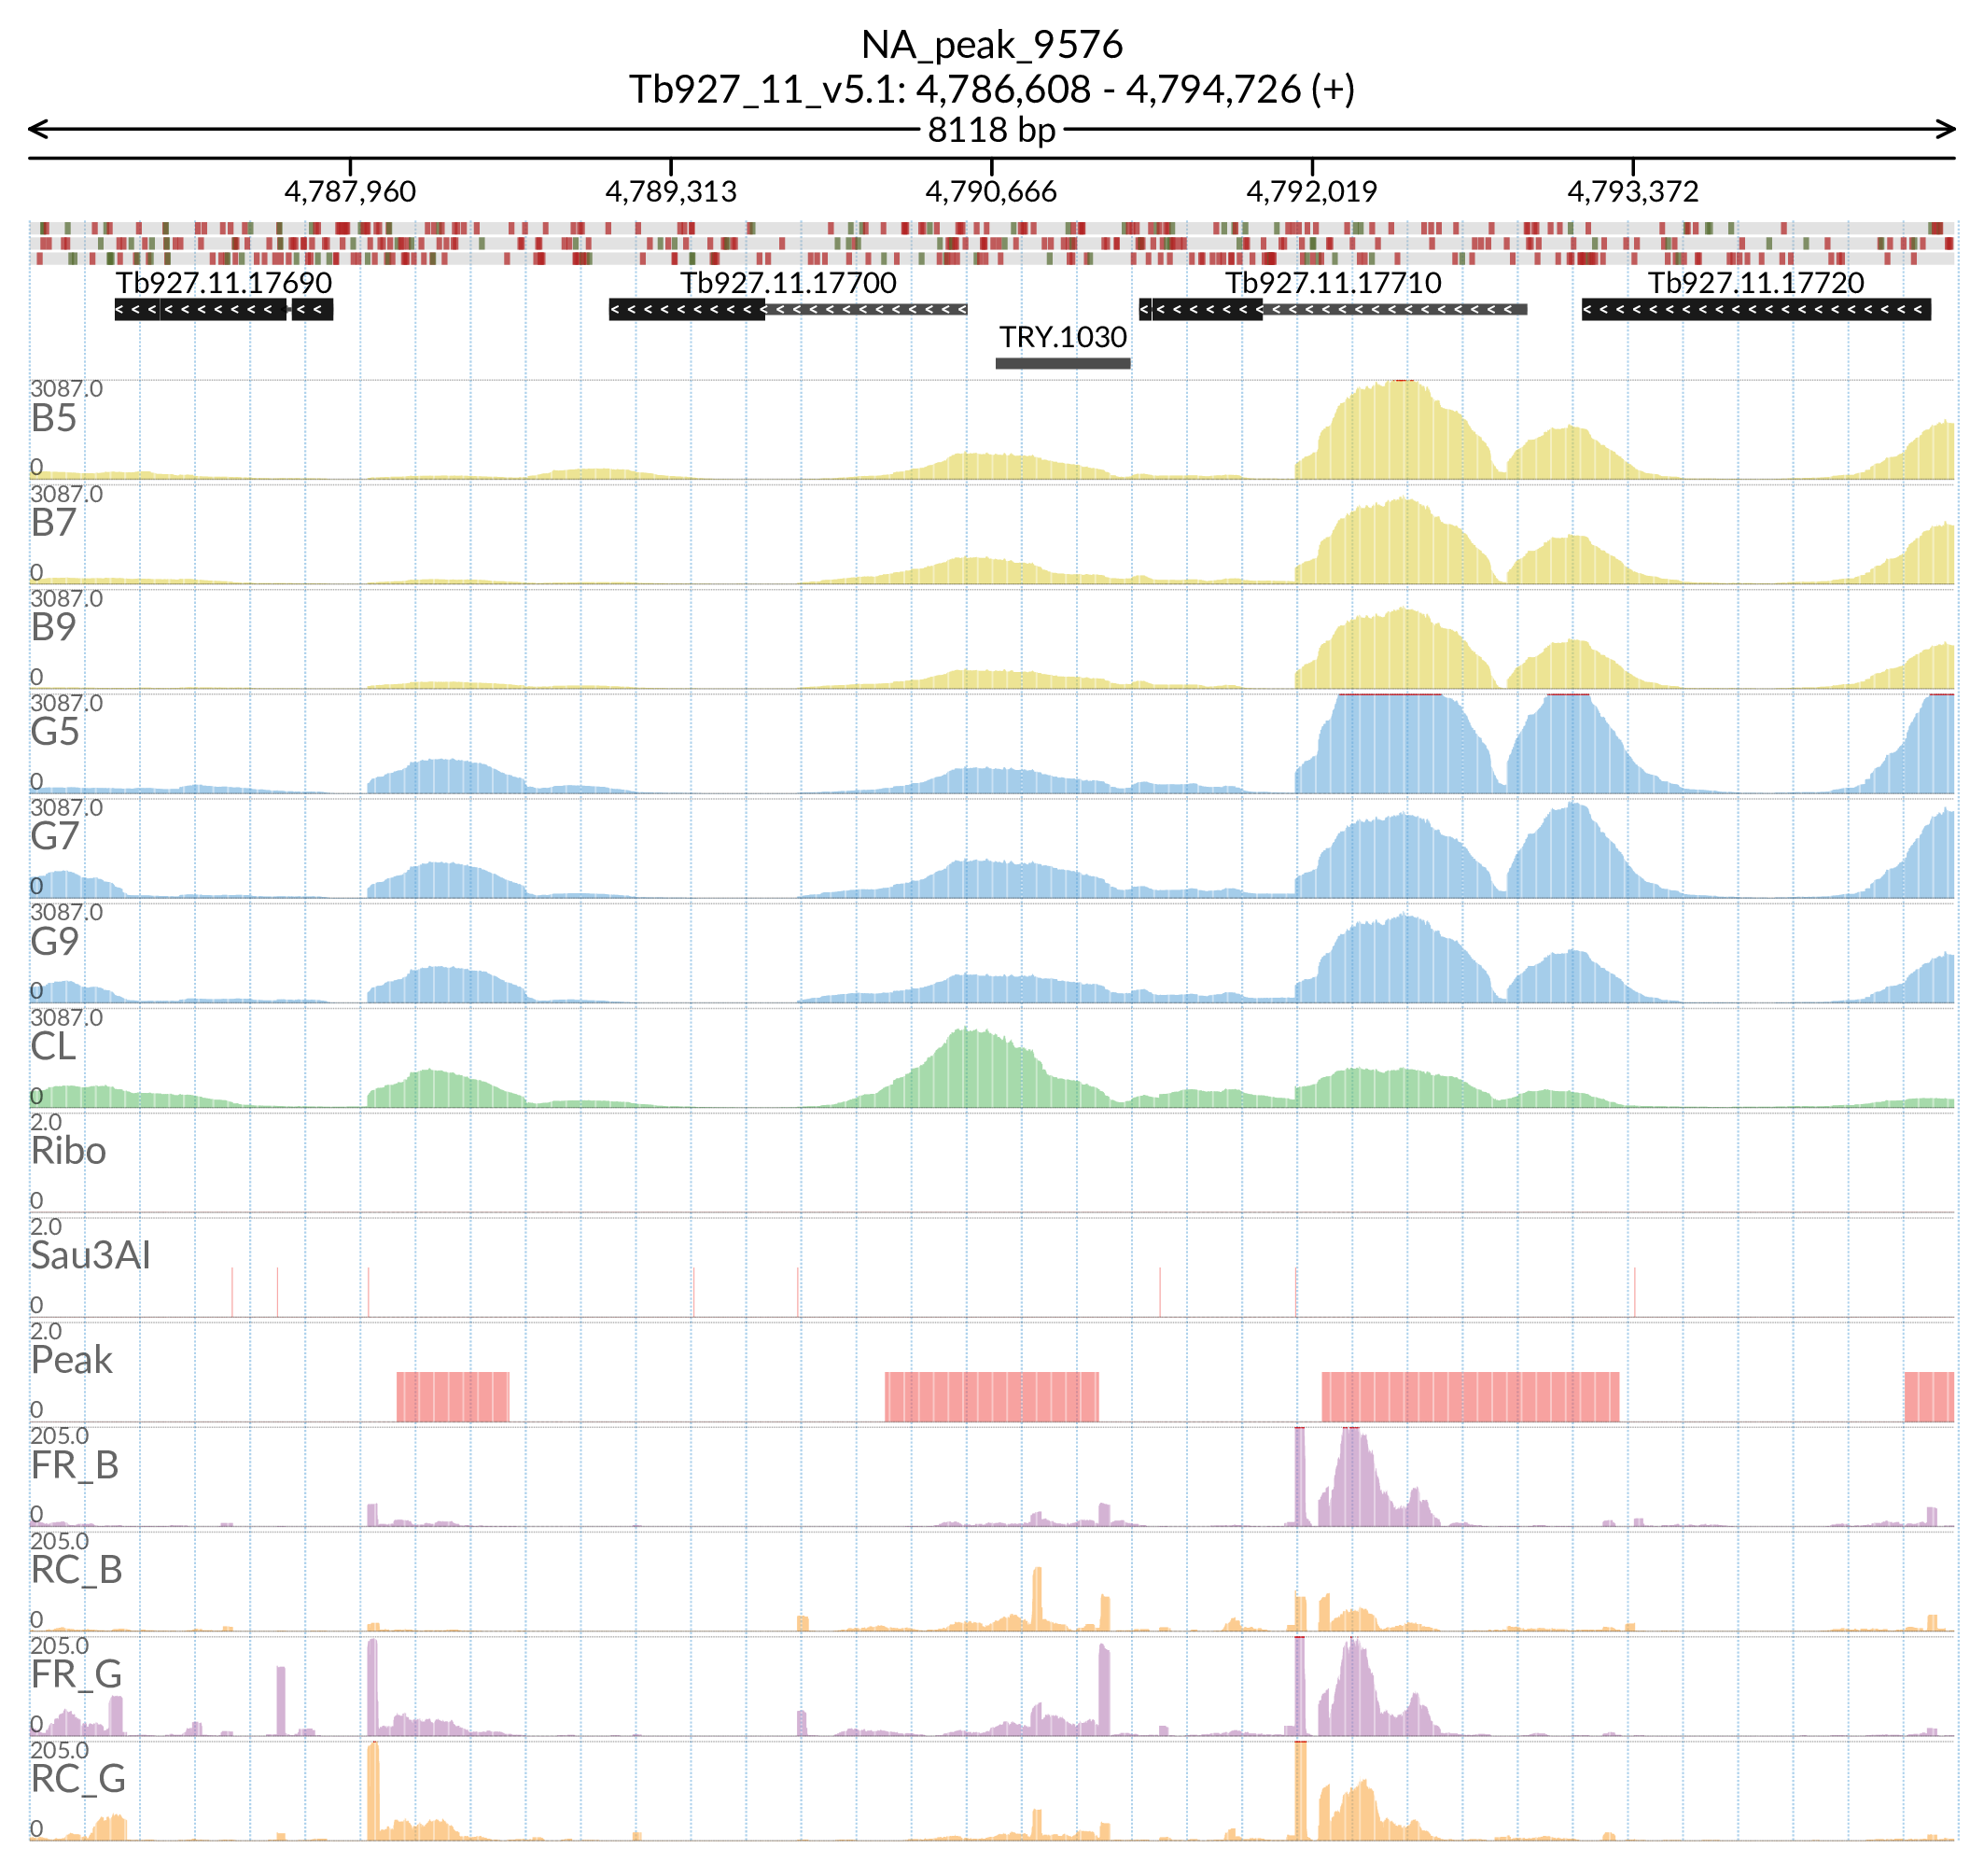 NA_peak_9576
Tb927_11_v5.1: 4,786,608 - 4,794,726 (+)
8118 bp
4,787,960 4,789,313 4,790,666 4,792,019 4,793,372
Tb927.11.17690 Tb927.11.17700 Tb927.11.17710 Tb927.11.17720
TRY.1030
3087.0
B5
0
3087.0
B7
0
3087.0
B9
0
3087.0
G5
0
3087.0
G7
0
3087.0
G9
0
3087.0
CL
0
2.0
Ribo
0
2.0
Sau3AI
0
2.0
Peak
0
205.0
FR_B
0
205.0
RC_B
0
205.0
FR_G
0
205.0
RC_G
0